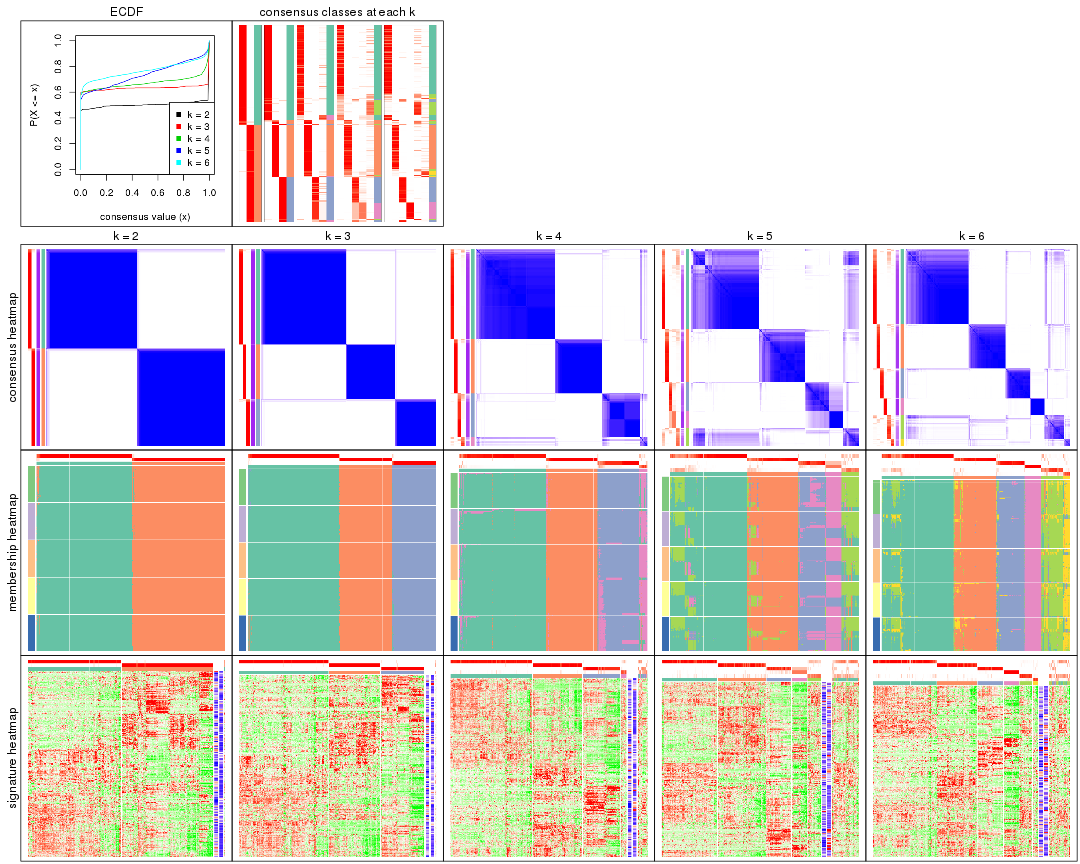 ECDF
consensus classes at each k
P(X <= x)
0.0 0.2 0.4 0.6 0.8 1.0
k = 2
k = 3
k = 4
k = 5
k = 6
0.0 0.2 0.4 0.6 0.8 1.0
consensus value (x)
k = 2
k = 3
k = 4
k = 5
k = 6
consensus heatmap
membership heatmap
signature heatmap